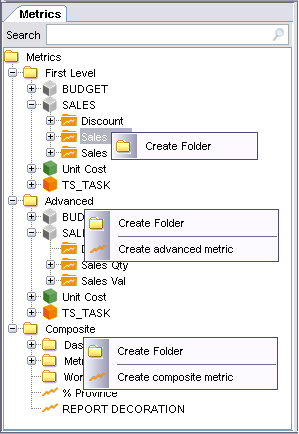 Metrics
Search
Metrics
First Level
BUDGET
SALES
Discount
Sales
Create Folder
Sales
Unit Cost
TS_TASK
Advanced
BUD
Create Folder
SAL
Create advanced metric
Sales Qty
Sales Val
Unit Cost
TS_TASK
Composite
Das
Create Folder
Metr
Wor
Create composite metric
% Province
REPORT DECORATION